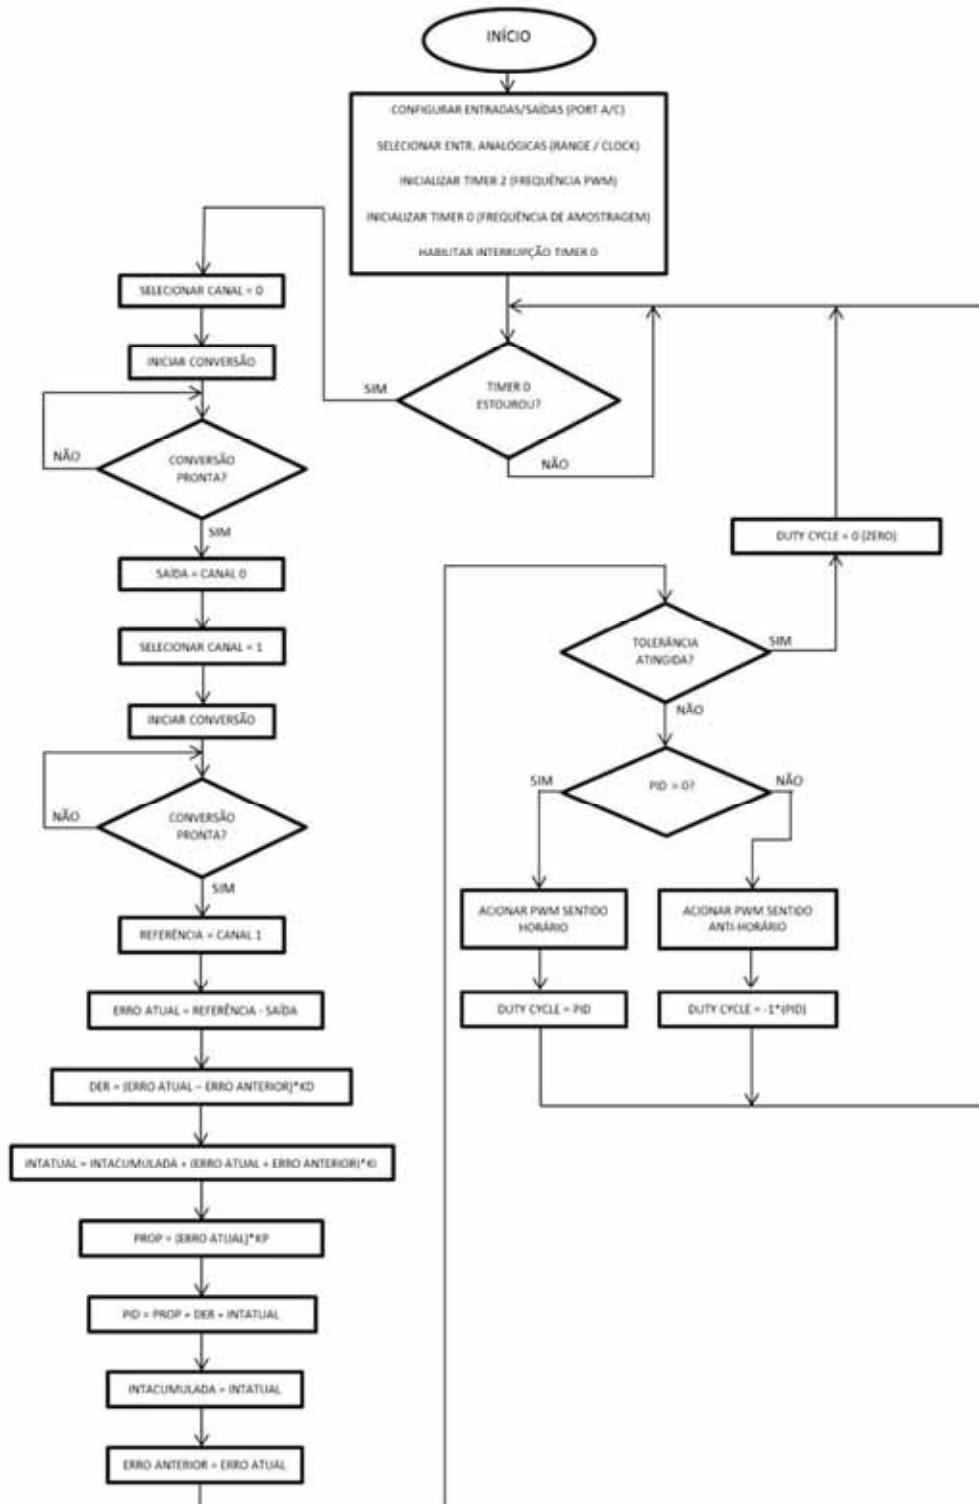 INÍCIO
CONFIGURAR ENTRADAS/SAÍDAS (PORT A/C)
SELECIONAR ENTR. ANALÓGICAS (RANGE / CLOCK)
INICIALIZAR TIMER 2 (FREQUÊNCIA PWM)
INICIALIZAR TIMER 0 (FREQUÊNCIA DE AMOSTRAGEM)
HABILITAR INTERRUPÇÃO TIMER 0
TIMER 0
ESTOUROU?
SIM
NÃO
SELECIONAR CANAL = 0
INICIAR CONVERSÃO
CONVERSÃO
PRONTA?
NÃO
SIM
SAÍDA = CANAL 0
SELECIONAR CANAL = 1
INICIAR CONVERSÃO
CONVERSÃO
PRONTA?
NÃO
SIM
REFERÊNCIA = CANAL 1
ERRO ATUAL = REFERÊNCIA - SAÍDA
DER = (ERRO ATUAL – ERRO ANTERIOR)*KD
INTATUAL = INTACUMULADA + (ERRO ATUAL + ERRO ANTERIOR)*KI
PROP = (ERRO ATUAL)*KP
PID = PROP + DER + INTATUAL
INTACUMULADA = INTATUAL
ERRO ANTERIOR = ERRO ATUAL
TOLERÂNCIA
ATINGIDA?
SIM
DUTY CYCLE = 0 (ZERO)
NÃO
PID > 0?
SIM
NÃO
ACIONAR PWM SENTIDO
HORÁRIO
DUTY CYCLE = PID
ACIONAR PWM SENTIDO
ANTI-HORÁRIO
DUTY CYCLE = -1*(PID)